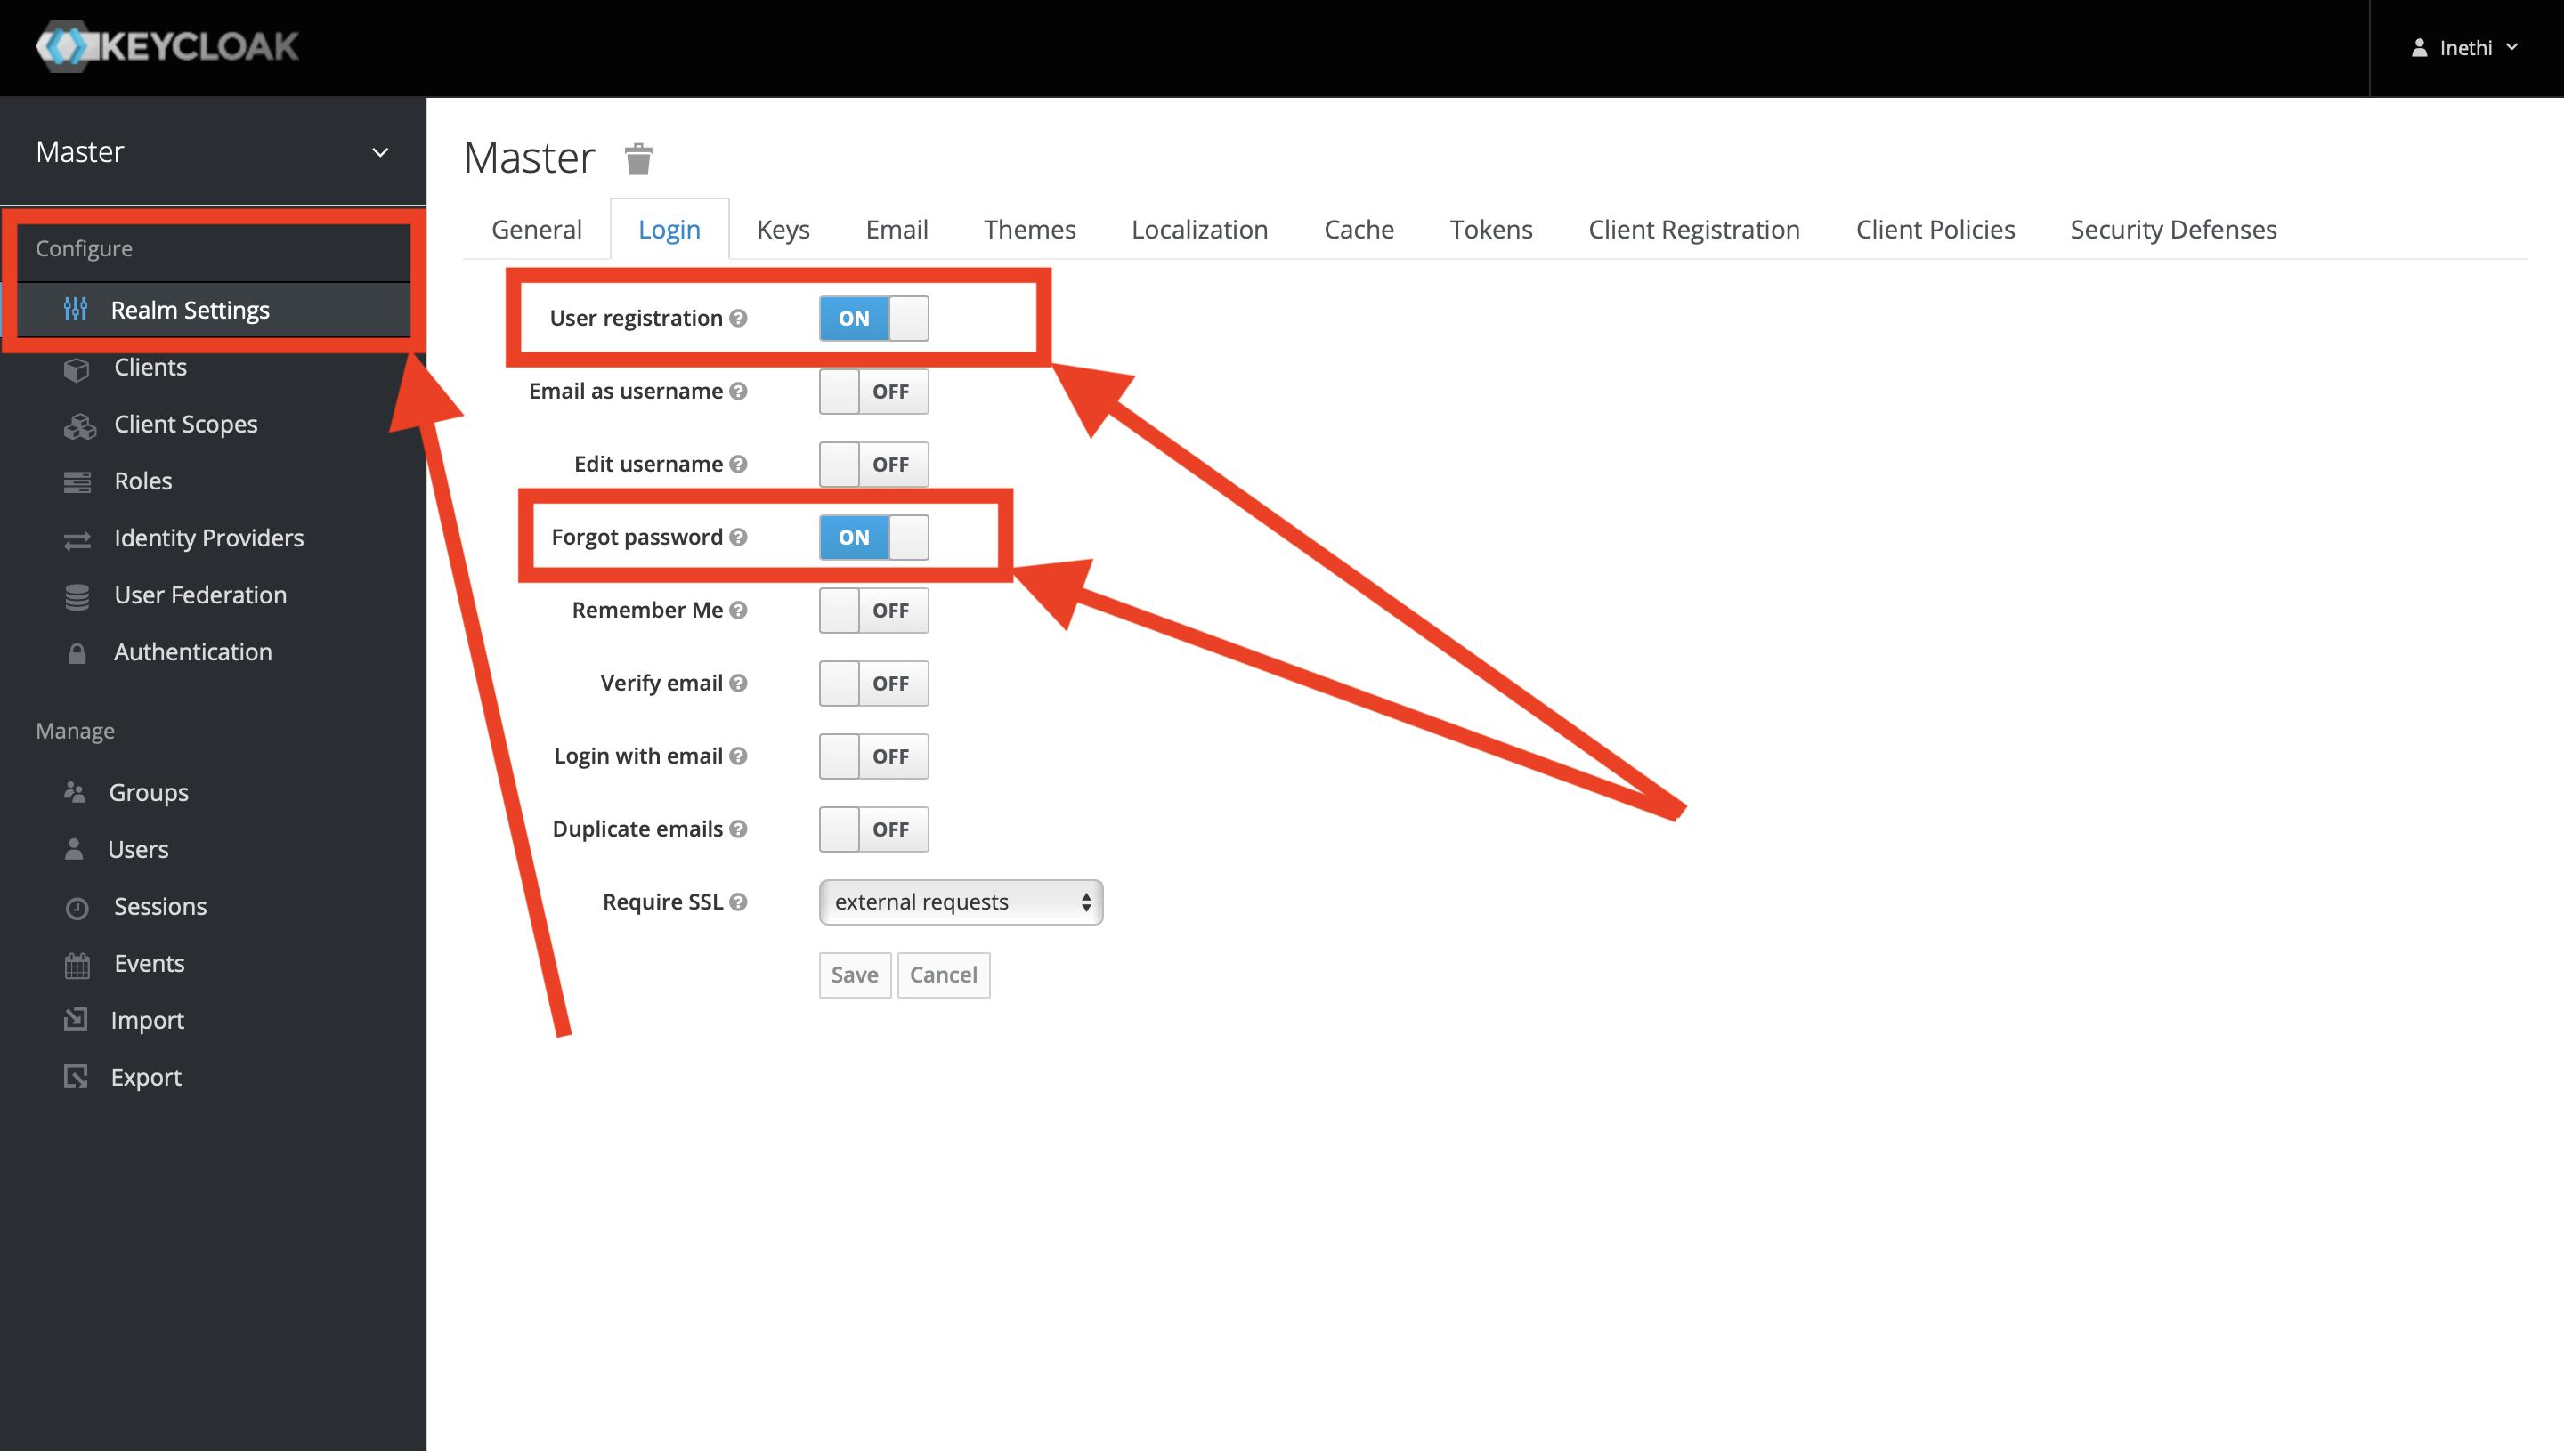 KEYCLOAK
Inethi
Master
Configure
Realm Settings
Clients
Client Scopes
Roles
Identity Providers
User Federation
Authentication
Manage
Groups
Users
Sessions
Events
Import
Export
Master
General Login Keys Email Themes Localization Cache Tokens Client Registration Client Policies Security Defenses
User registration ON
Email as username OFF
Edit username OFF
Forgot password ON
Remember Me OFF
Verify email OFF
Login with email OFF
Duplicate emails OFF
Require SSL external requests
Save Cancel